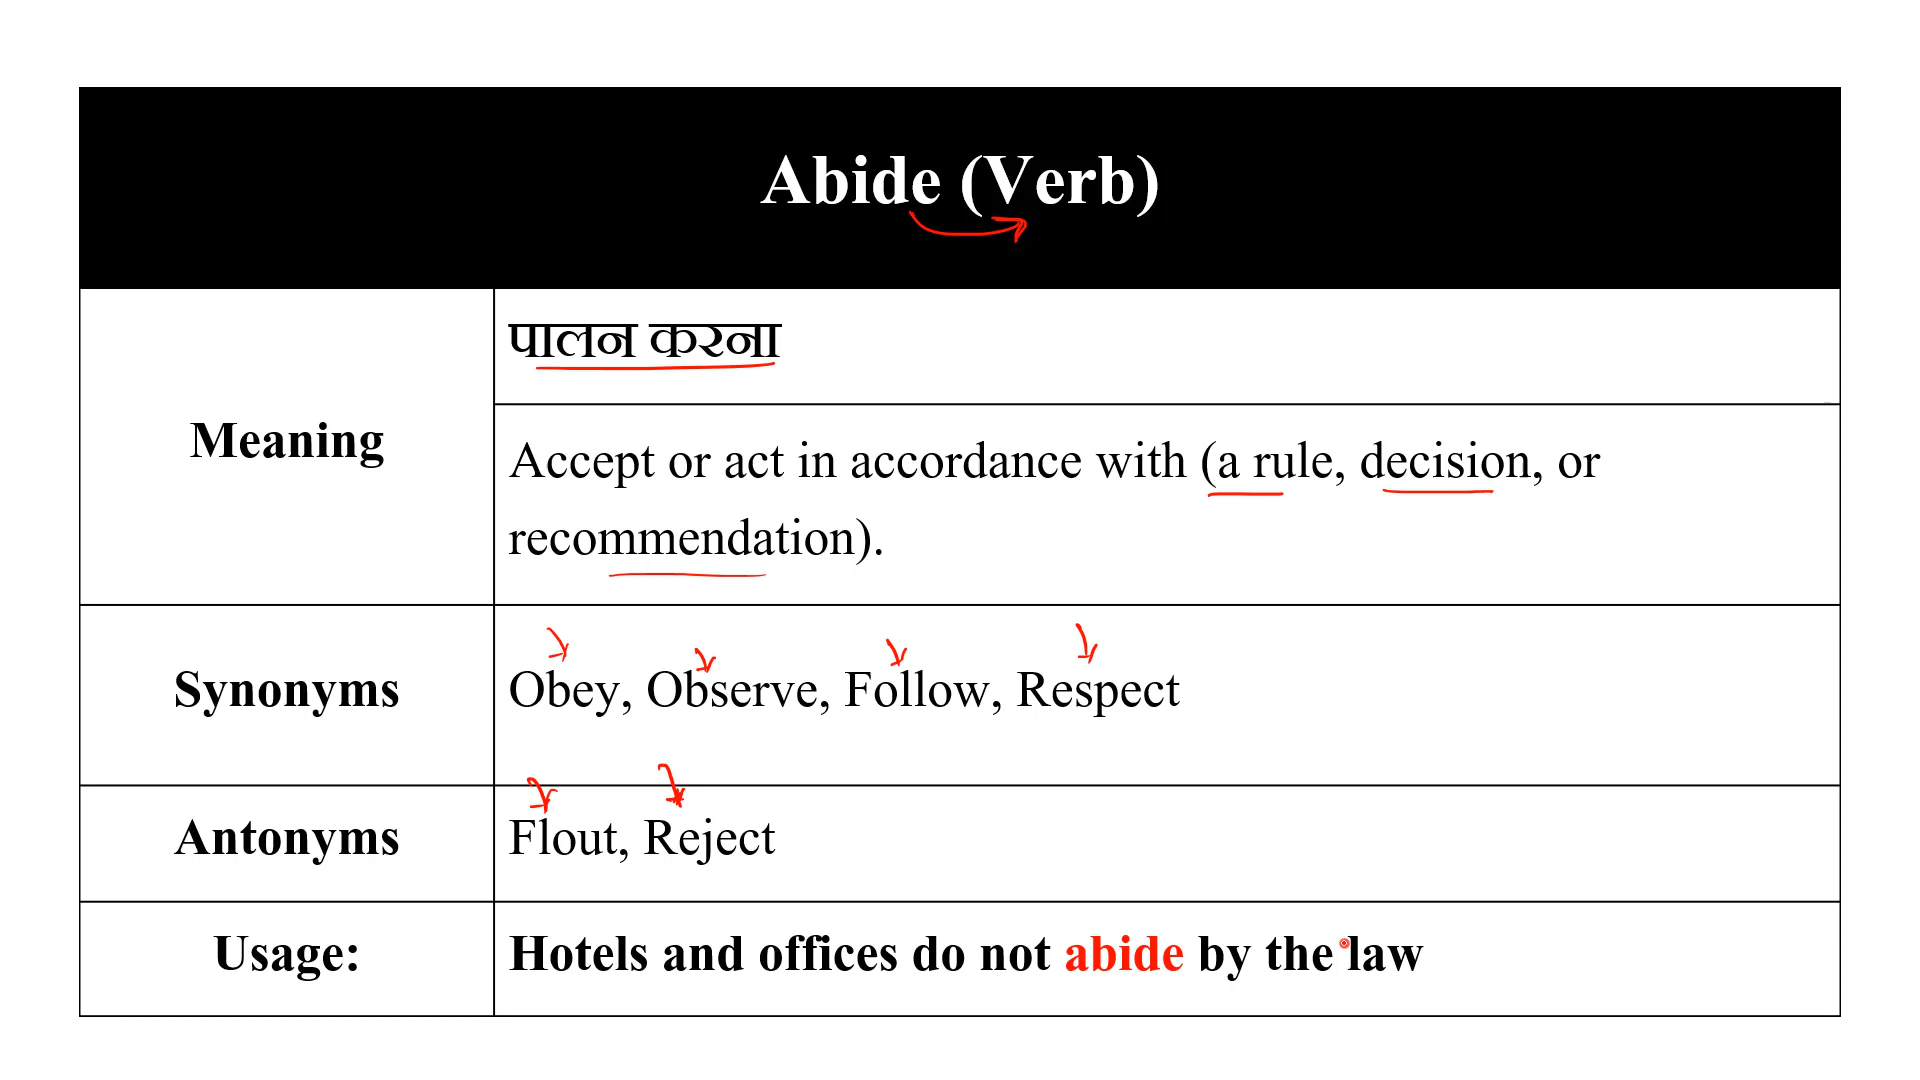 Abide (Verb)
Meaning
पालन करना
Accept or act in accordance with (a rule, decision, or
recommendation).
Synonyms
Obey, Observe, Follow, Respect
Antonyms
Flout, Reject
Usage:
Hotels and offices do not abide by the law